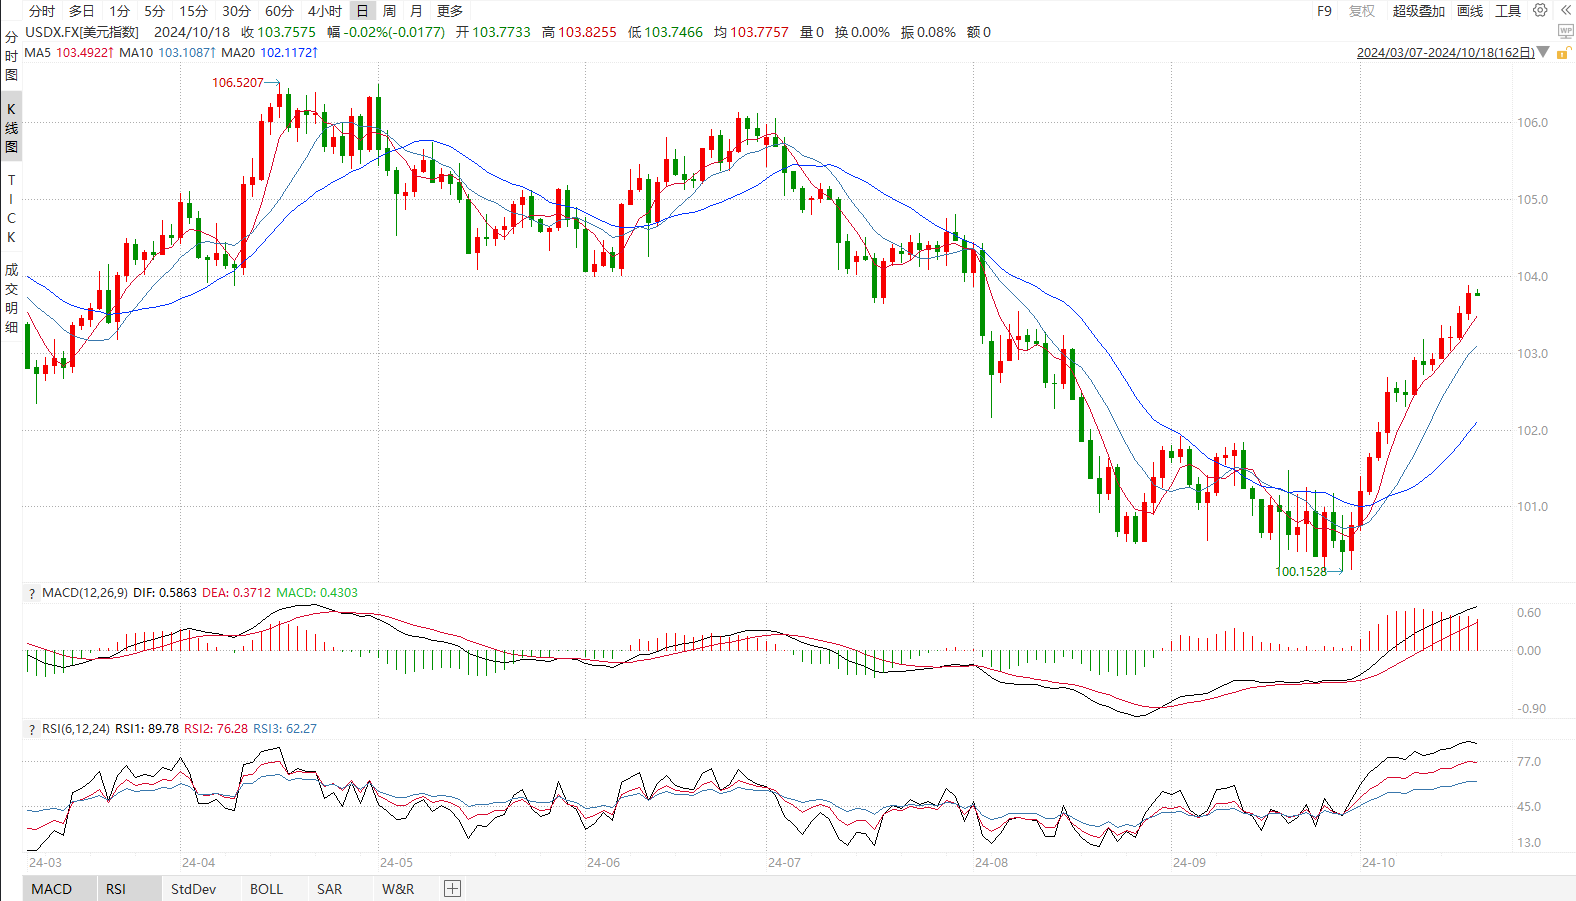 分时 多日 1分 5分 15分 30分 60分 4小时 日 周 月 更多 F9 复权 超级叠加 画线 工具
USDX.FX[美元指数] 2024/10/18 收 103.7575 幅 -0.02%(-0.0177) 开 103.7733 高 103.8255 低 103.7466 均 103.7757 量 0 换 0.00% 振 0.08% 额 0
WP
MA5 103.4922↑ MA10 103.1087↑ MA20 102.1172↑
2024/03/07-2024/10/18(162日)
分时图
K线图
TICK
成交明细
106.5207
106.0
105.0
104.0
103.0
102.0
101.0
100.1528
? MACD(12,26,9) DIF: 0.5863 DEA: 0.3712 MACD: 0.4303
0.60
0.00
-0.90
? RSI(6,12,24) RSI1: 89.78 RSI2: 76.28 RSI3: 62.27
77.0
45.0
13.0
24-03 24-04 24-05 24-06 24-07 24-08 24-09 24-10
MACD RSI StdDev BOLL SAR W&R